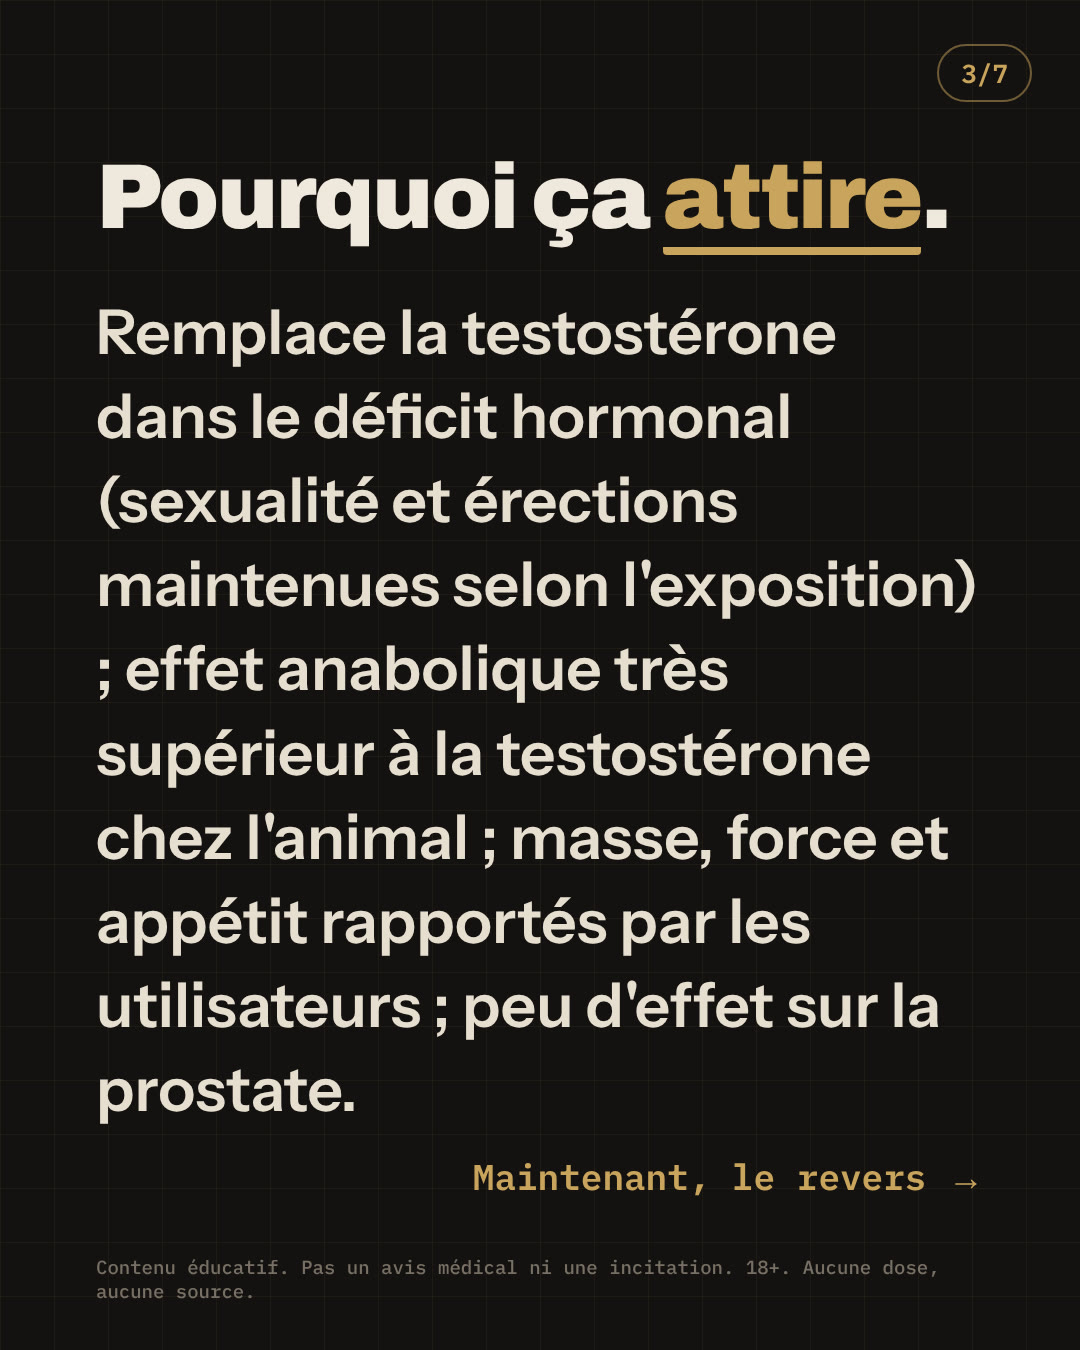 3/7
Pourquoi ça attire.
Remplace la testostérone
dans le déficit hormonal
(sexualité et érections
maintenues selon l'exposition)
; effet anabolique très
supérieur à la testostérone
chez l'animal ; masse, force et
appétit rapportés par les
utilisateurs ; peu d'effet sur la
prostate.
Maintenant, le revers →
Contenu éducatif. Pas un avis médical ni une incitation. 18+. Aucune dose,
aucune source.